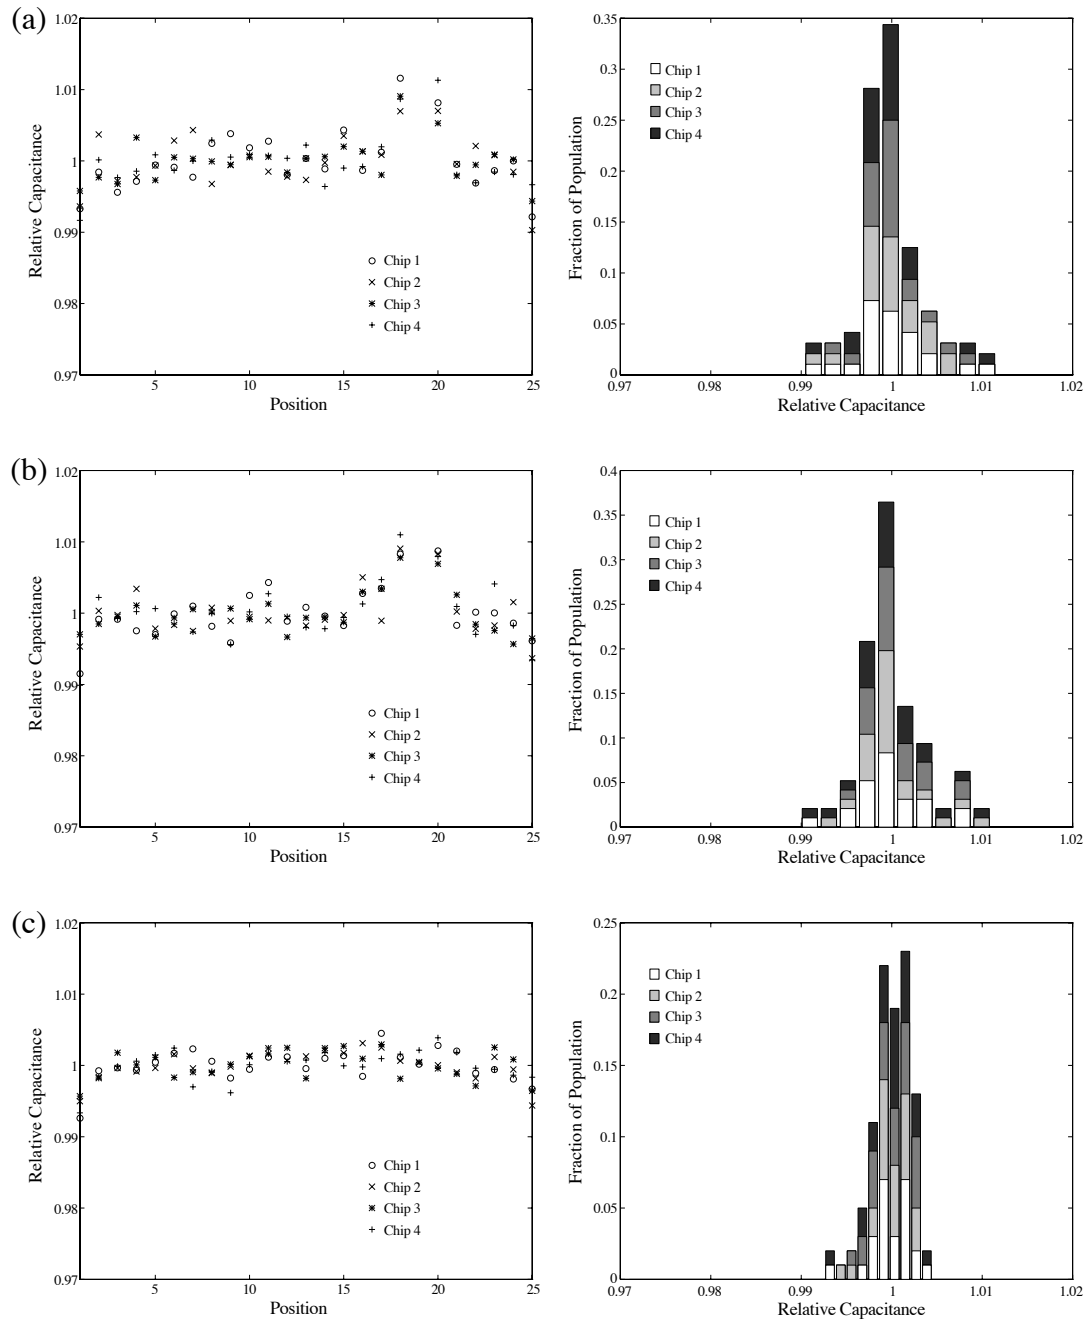 (a)
1.02
1.01
1
0.99
0.98
0.97
Relative Capacitance
Chip 1
Chip 2
Chip 3
Chip 4
5
10
15
20
25
Position
0.35
0.3
0.25
0.2
0.15
0.1
0.05
0
Fraction of Population
Chip 1
Chip 2
Chip 3
Chip 4
0.97
0.98
0.99
1
1.01
1.02
Relative Capacitance
(b)
1.02
1.01
1
0.99
0.98
0.97
Relative Capacitance
Chip 1
Chip 2
Chip 3
Chip 4
5
10
15
20
25
Position
0.4
0.35
0.3
0.25
0.2
0.15
0.1
0.05
0
Fraction of Population
Chip 1
Chip 2
Chip 3
Chip 4
0.97
0.98
0.99
1
1.01
1.02
Relative Capacitance
(c)
1.02
1.01
1
0.99
0.98
0.97
Relative Capacitance
Chip 1
Chip 2
Chip 3
Chip 4
5
10
15
20
25
Position
0.25
0.2
0.15
0.1
0.05
0
Fraction of Population
Chip 1
Chip 2
Chip 3
Chip 4
0.97
0.98
0.99
1
1.01
1.02
Relative Capacitance